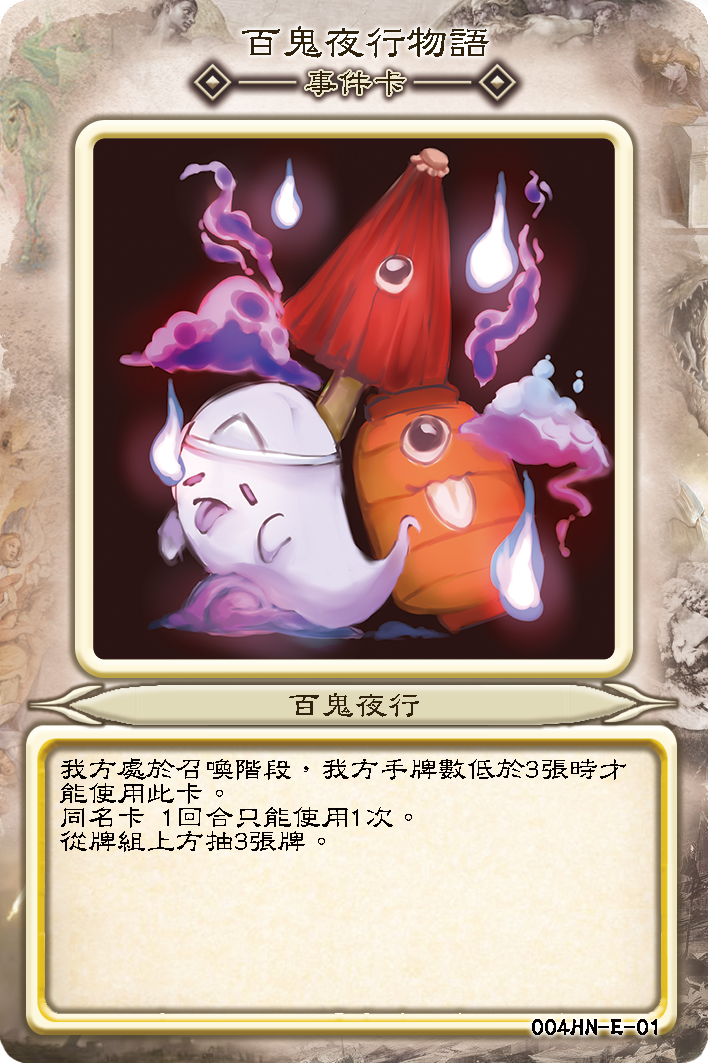 百鬼夜行物語
事件卡
百鬼夜行
我方處於召喚階段，我方手牌數低於3張時才
能使用此卡。
同名卡 1回合只能使用1次。
從牌組上方抽3張牌。
004HN-E-01